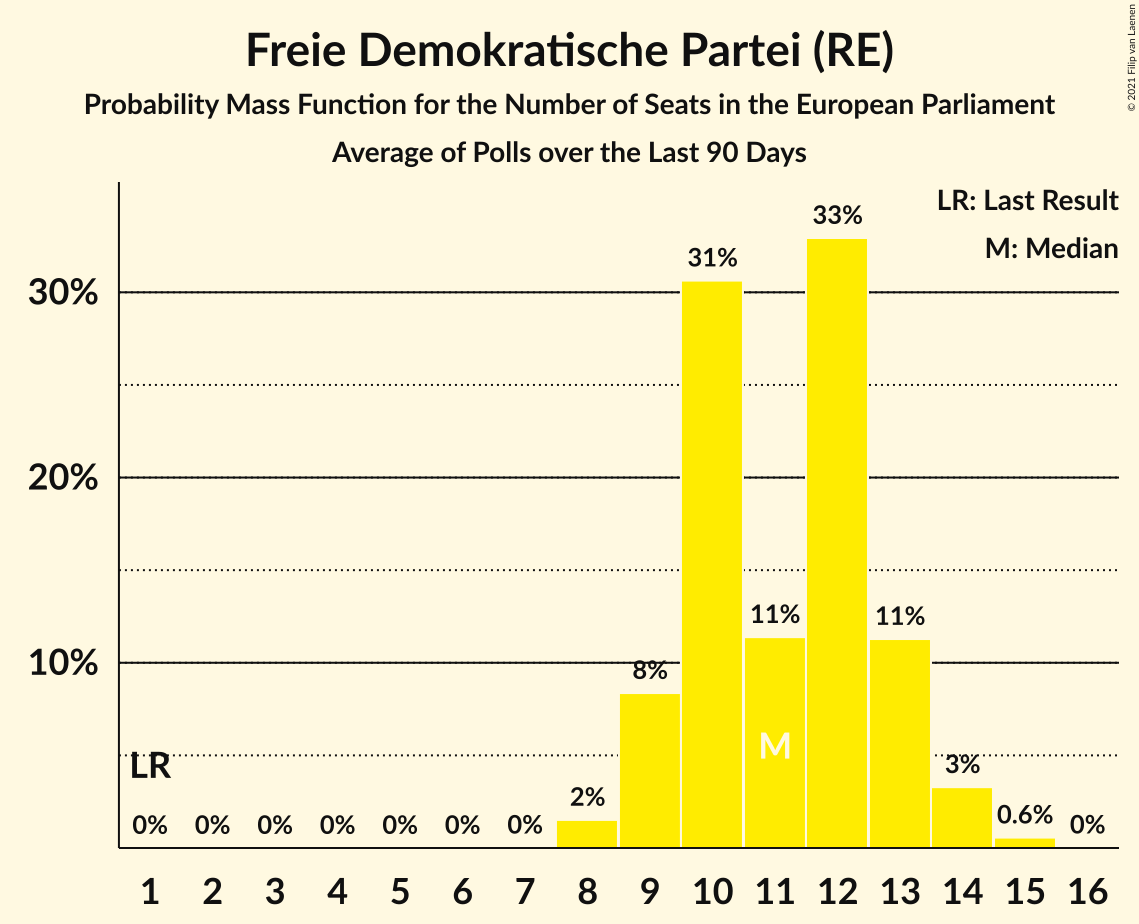 Freie Demokratische Partei (RE)
Probability Mass Function for the Number of Seats in the European Parliament
Average of Polls over the Last 90 Days
© 2021 Filip van Laenen
LR: Last Result
M: Median
30%
20%
10%
LR
0% 0% 0% 0% 0% 0% 0% 2% 8% 31% 11% 33% 11% 3% 0.6% 0%
M
1 2 3 4 5 6 7 8 9 10 11 12 13 14 15 16